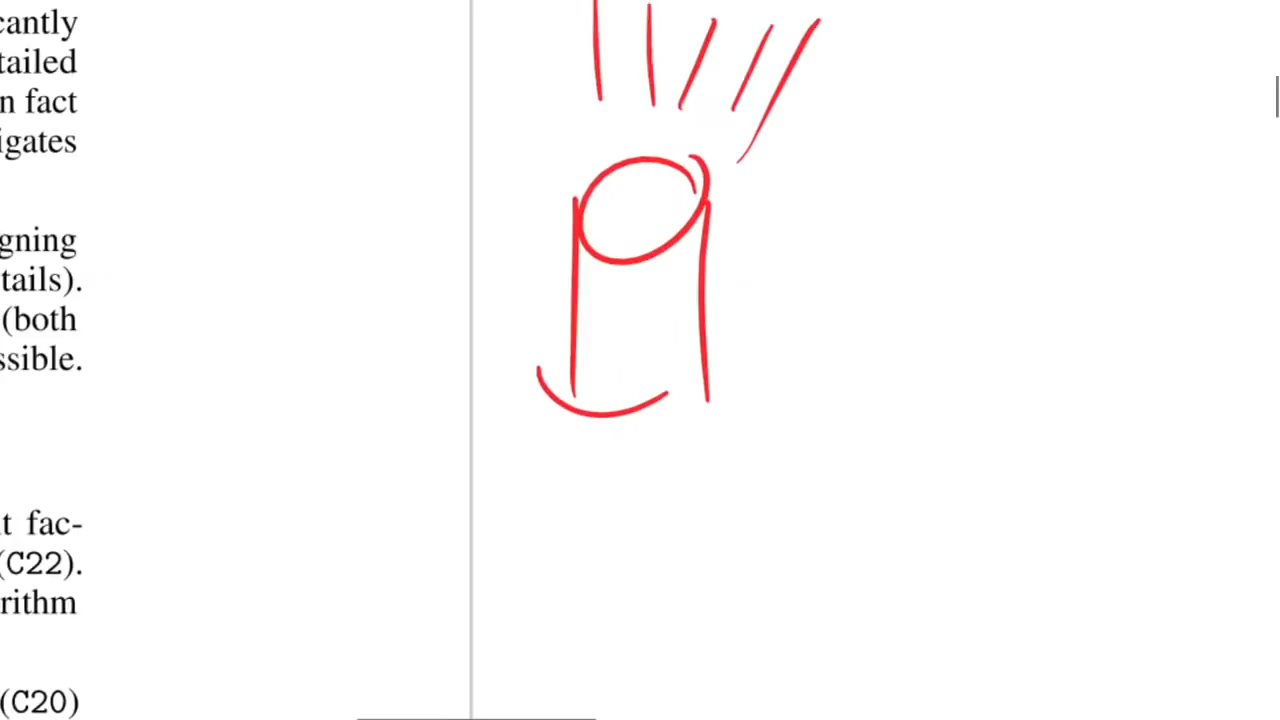 cantly
tailed
n fact
igates
gning
tails).
(both
ssible.
t fac-
(C22).
rithm
(C20)